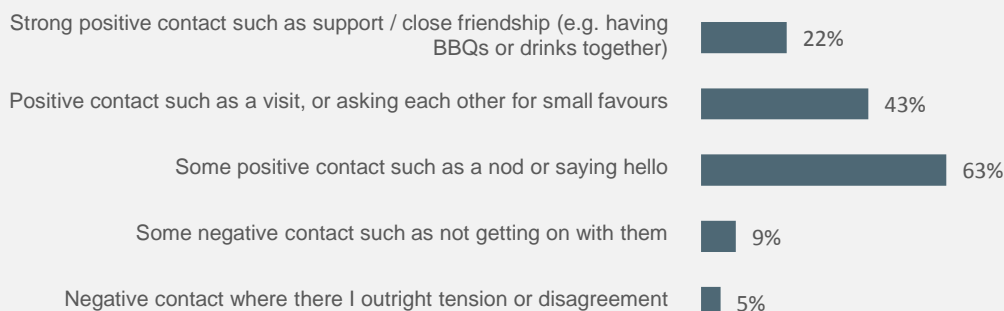 Strong positive contact such as support / close friendship (e.g. having
BBQs or drinks together)
22%
Positive contact such as a visit, or asking each other for small favours
43%
Some positive contact such as a nod or saying hello
63%
Some negative contact such as not getting on with them
9%
Negative contact where there I outright tension or disagreement
5%